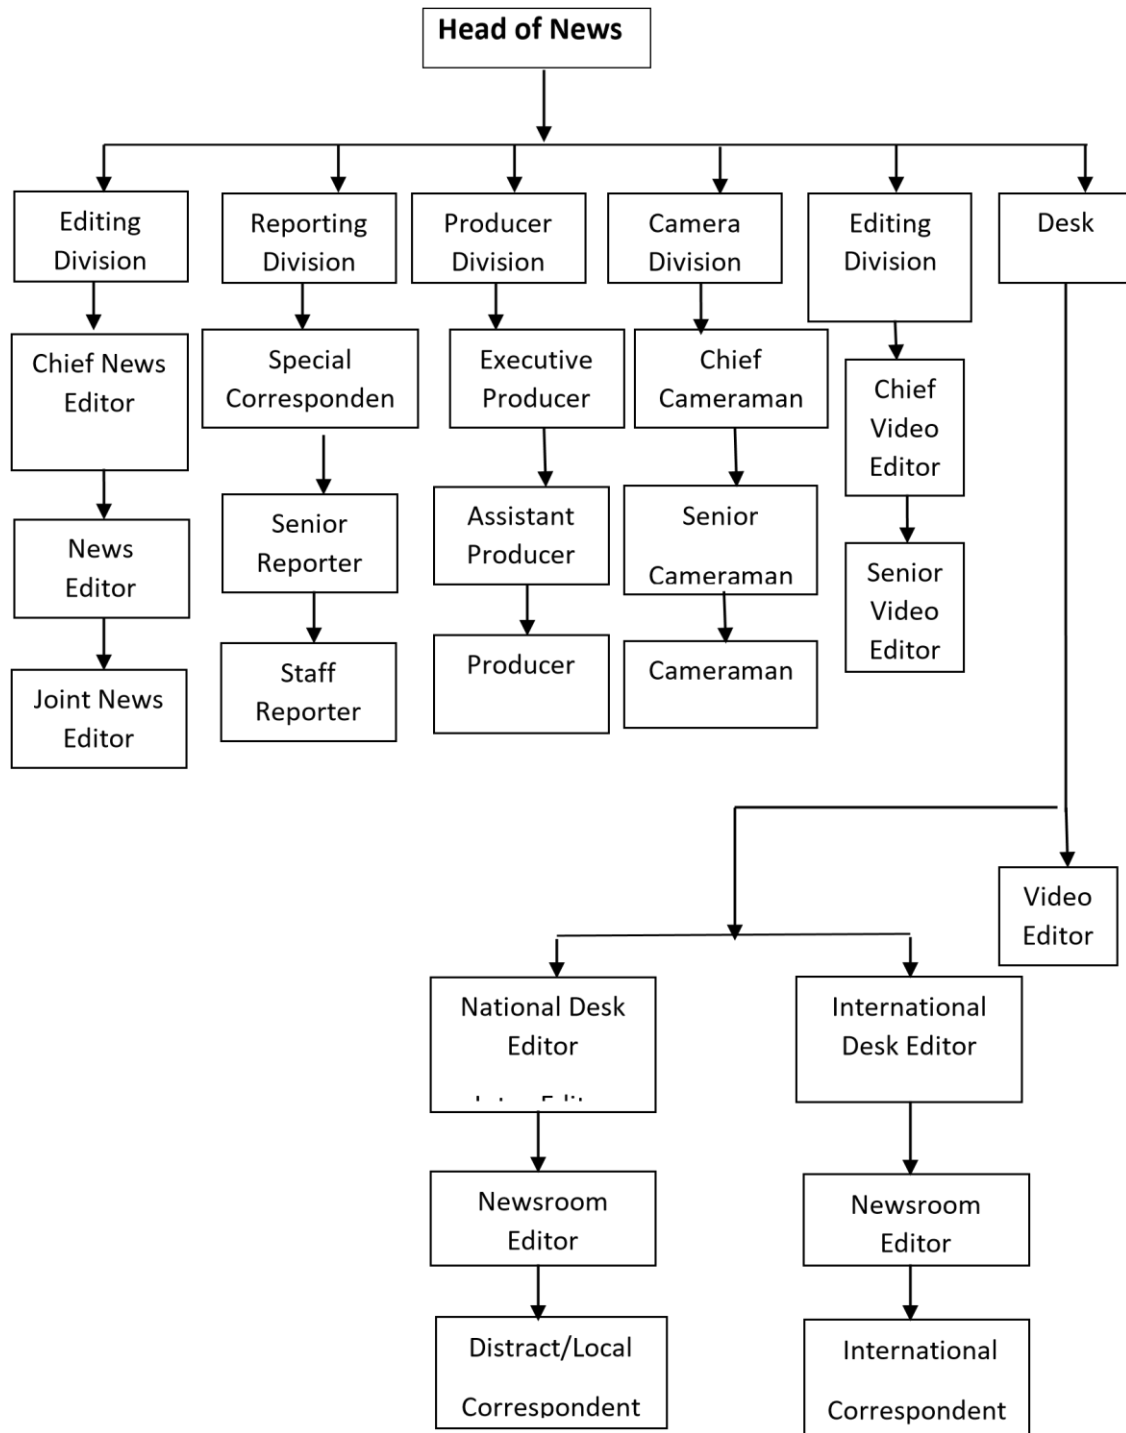 Head of News
Editing
Division
Reporting
Division
Producer
Division
Camera
Division
Editing
Division
Desk
Chief News
Editor
Special
Corresponden
Executive
Producer
Chief
Cameraman
Chief
Video
Editor
News
Editor
Senior
Reporter
Assistant
Producer
Senior
Cameraman
Senior
Video
Editor
Joint News
Editor
Staff
Reporter
Producer
Cameraman
Video
Editor
National Desk
Editor
International
Desk Editor
Newsroom
Editor
Newsroom
Editor
Distract/Local
Correspondent
International
Correspondent